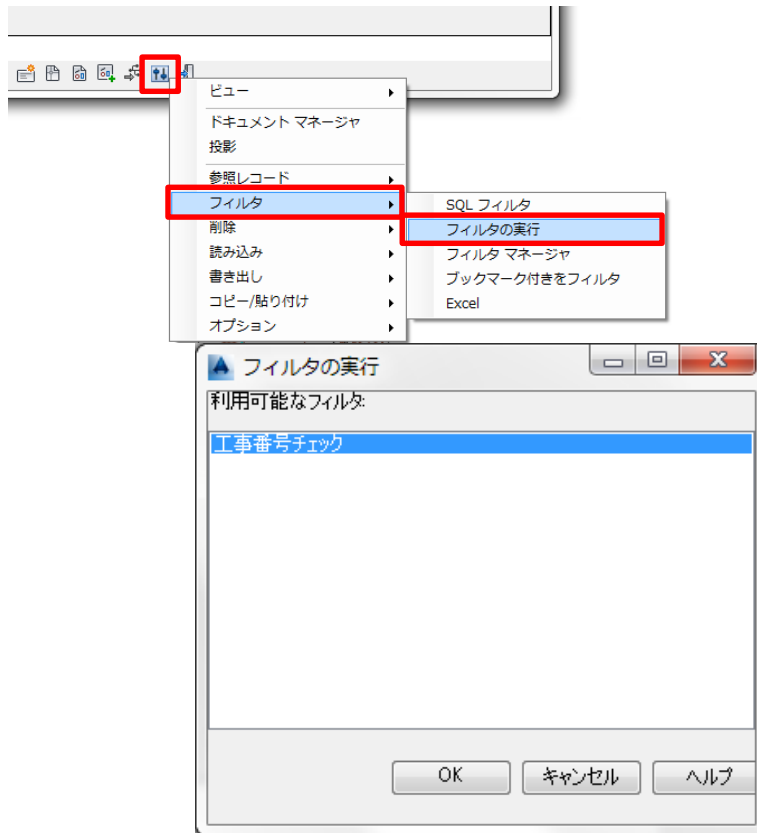 ビュー
ドキュメント マネージャ
投影
参照レコード
フィルタ
削除
読み込み
書き出し
コピー/貼り付け
オプション
SQL フィルタ
フィルタの実行
フィルタ マネージャ
ブックマーク付きをフィルタ
Excel
フィルタの実行
利用可能なフィルタ:
工事番号チェック
OK
キャンセル
ヘルプ